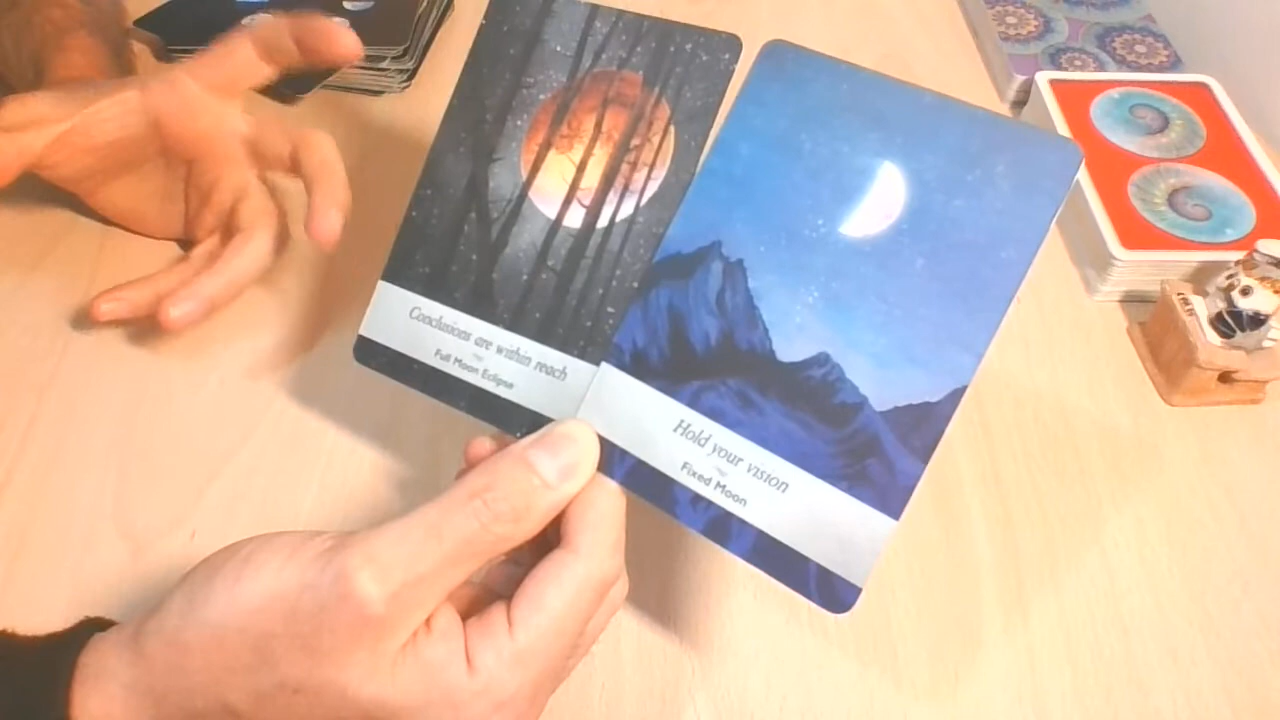 Conclusions are within reach
Full Moon Eclipse
Hold your vision
Fixed Moon